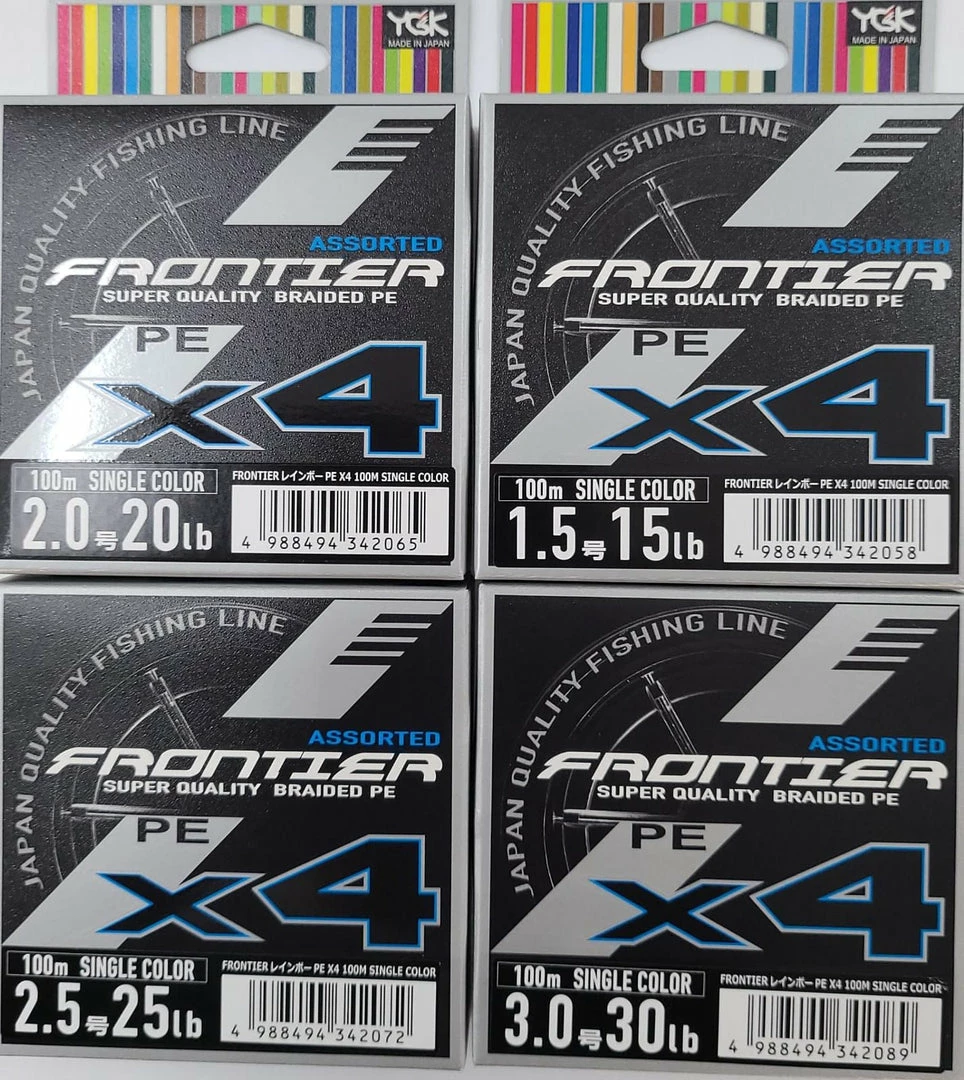 YGK
MADE IN JAPAN
JAPAN QUALITY FISHING LINE
E
ASSORTED
FRONTIER
SUPER QUALITY BRAIDED PE
PE
X4
100m SINGLE COLOR
2.0号20lb
FRONTIER レインボー PE X4 100M SINGLE COLOR
4 988494 342065
YGK
MADE IN JAPAN
JAPAN QUALITY FISHING LINE
E
ASSORTED
FRONTIER
SUPER QUALITY BRAIDED PE
PE
X4
100m SINGLE COLOR
1.5号15lb
FRONTIER レインボー PE X4 100M SINGLE COLOR
4 988494 342058
JAPAN QUALITY FISHING LINE
E
ASSORTED
FRONTIER
SUPER QUALITY BRAIDED PE
PE
X4
100m SINGLE COLOR
2.5号25lb
FRONTIER レインボー PE X4 100M SINGLE COLOR
4 988494 342072
JAPAN QUALITY FISHING LINE
E
ASSORTED
FRONTIER
SUPER QUALITY BRAIDED PE
PE
X4
100m SINGLE COLOR
3.0号30lb
FRONTIER レインボー PE X4 100M SINGLE COLOR
4 988494 342089